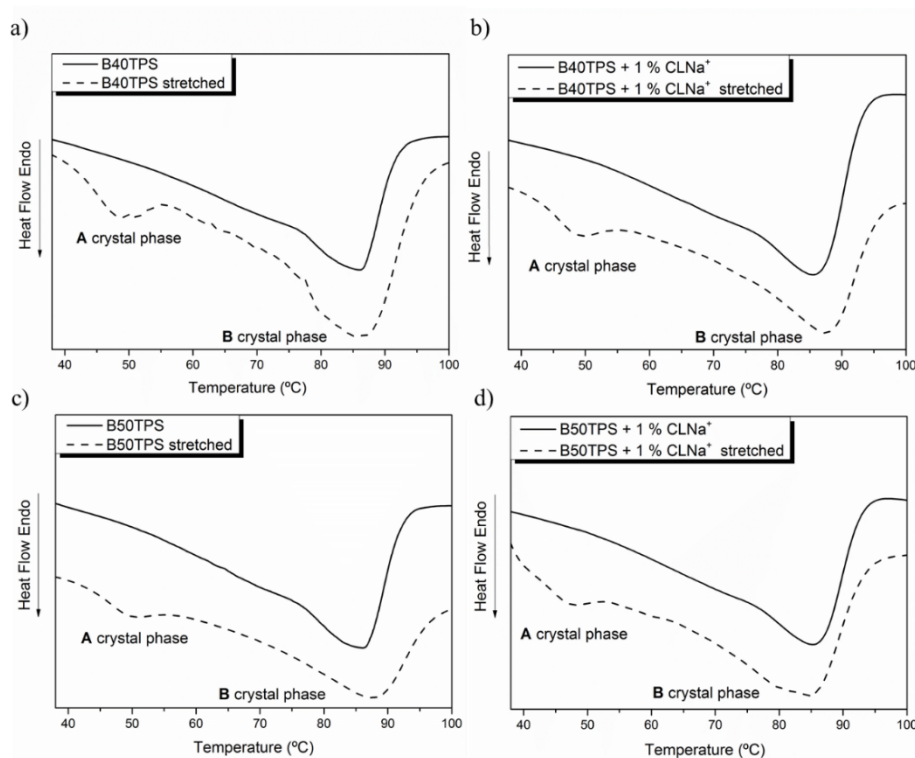 a)
B40TPS
B40TPS stretched
Heat Flow Endo
A crystal phase
B crystal phase
40 50 60 70 80 90 100
Temperature (ºC)
b)
B40TPS + 1 % CLNa⁺
B40TPS + 1 % CLNa⁺ stretched
Heat Flow Endo
A crystal phase
B crystal phase
40 50 60 70 80 90 100
Temperature (ºC)
c)
B50TPS
B50TPS stretched
Heat Flow Endo
A crystal phase
B crystal phase
40 50 60 70 80 90 100
Temperature (ºC)
d)
B50TPS + 1 % CLNa⁺
B50TPS + 1 % CLNa⁺ stretched
Heat Flow Endo
A crystal phase
B crystal phase
40 50 60 70 80 90 100
Temperature (ºC)